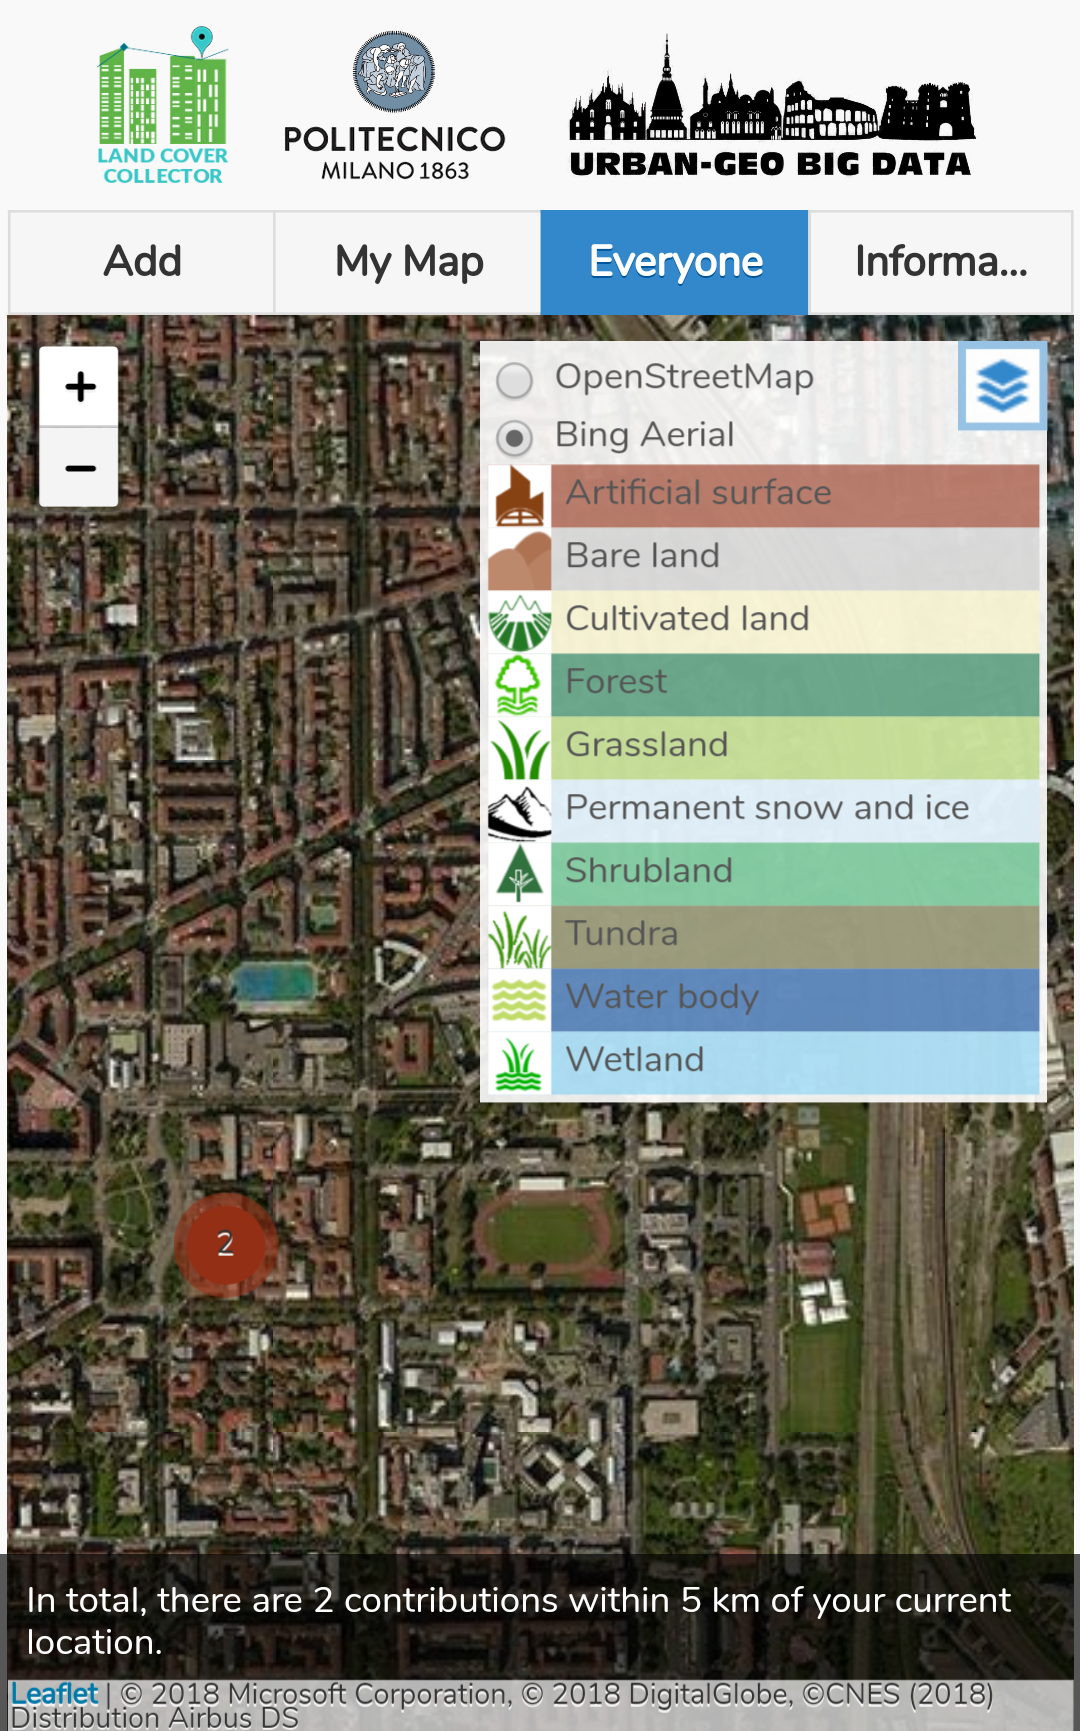 LAND COVER
COLLECTOR
POLITECNICO
MILANO 1863
URBAN-GEO BIG DATA
Add
My Map
Everyone
Informa...
+
−
OpenStreetMap
Bing Aerial
Artificial surface
Bare land
Cultivated land
Forest
Grassland
Permanent snow and ice
Shrubland
Tundra
Water body
Wetland
2
In total, there are 2 contributions within 5 km of your current
location.
Leaflet | © 2018 Microsoft Corporation, © 2018 DigitalGlobe, ©CNES (2018)
Distribution Airbus DS